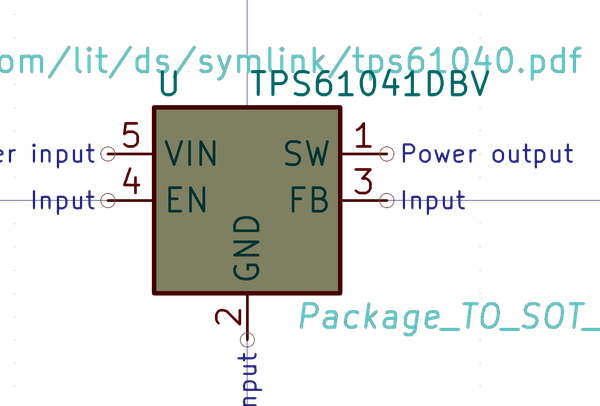 om/lit/ds/symlink/tps61040.pdf
U TPS61041DBV
er input 5 VIN SW 1 Power output
Input 4 EN FB 3 Input
GND
2
Package_TO_SOT_
nput